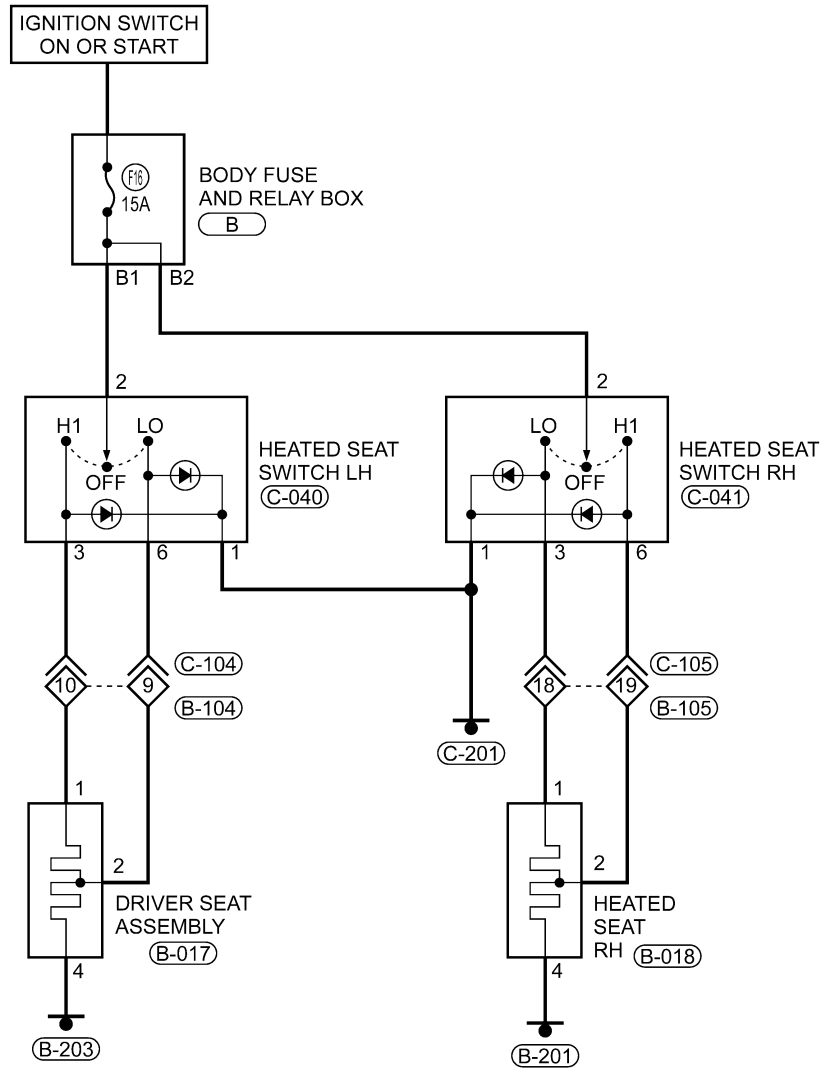 IGNITION SWITCH
ON OR START
F16
15A
BODY FUSE
AND RELAY BOX
B
B1
B2
2
2
H1
LO
OFF
HEATED SEAT
SWITCH LH
C-040
LO
H1
OFF
HEATED SEAT
SWITCH RH
C-041
3
6
1
1
3
6
C-104
10
9
B-104
C-105
18
19
B-105
C-201
1
2
DRIVER SEAT
ASSEMBLY
B-017
4
B-203
1
2
HEATED
SEAT
RH
B-018
4
B-201